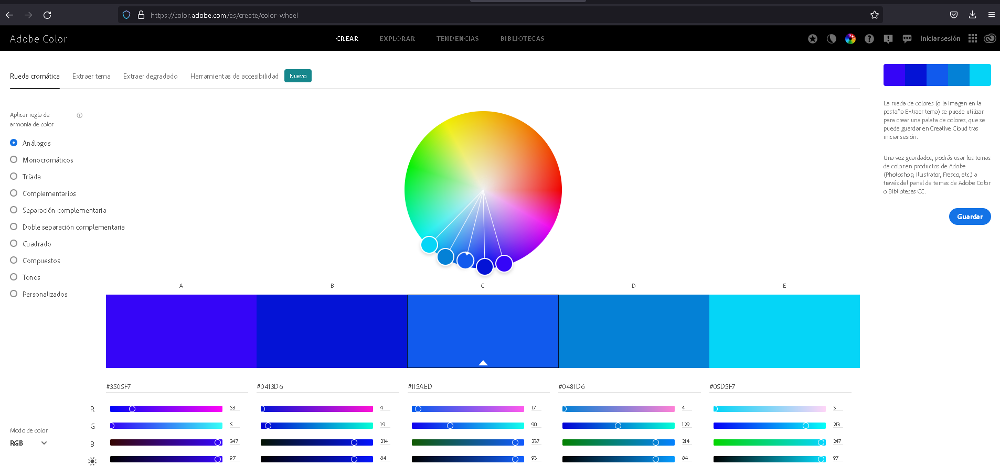 https://color.adobe.com/es/create/color-wheel
Adobe Color
CREAR
EXPLORAR
TENDENCIAS
BIBLIOTECAS
Iniciar sesión
Rueda cromática
Extraer tema
Extraer degradado
Herramientas de accesibilidad
Nuevo
Aplicar regla de
armonía de color
Análogos
Monocromáticos
Tríada
Complementarios
Separación complementaria
Doble separación complementaria
Cuadrado
Compuestos
Tonos
Personalizados
La rueda de colores (o la imagen en la
pestaña Extraer tema) se puede utilizar
para crear una paleta de colores, que se
puede guardar en Creative Cloud tras
iniciar sesión.
Una vez guardados, podrás usar los temas
de color en productos de Adobe
(Photoshop, Illustrator, Fresco, etc.) a
través del panel de temas de Adobe Color
o Bibliotecas CC.
Guardar
A B C D E
#3505F7 #0413D6 #115AED #0481D6 #05D5F7
R 53 4 17 4 5
G 5 19 90 129 213
B 247 214 237 214 247
97 84 93 84 97
Modo de color
RGB